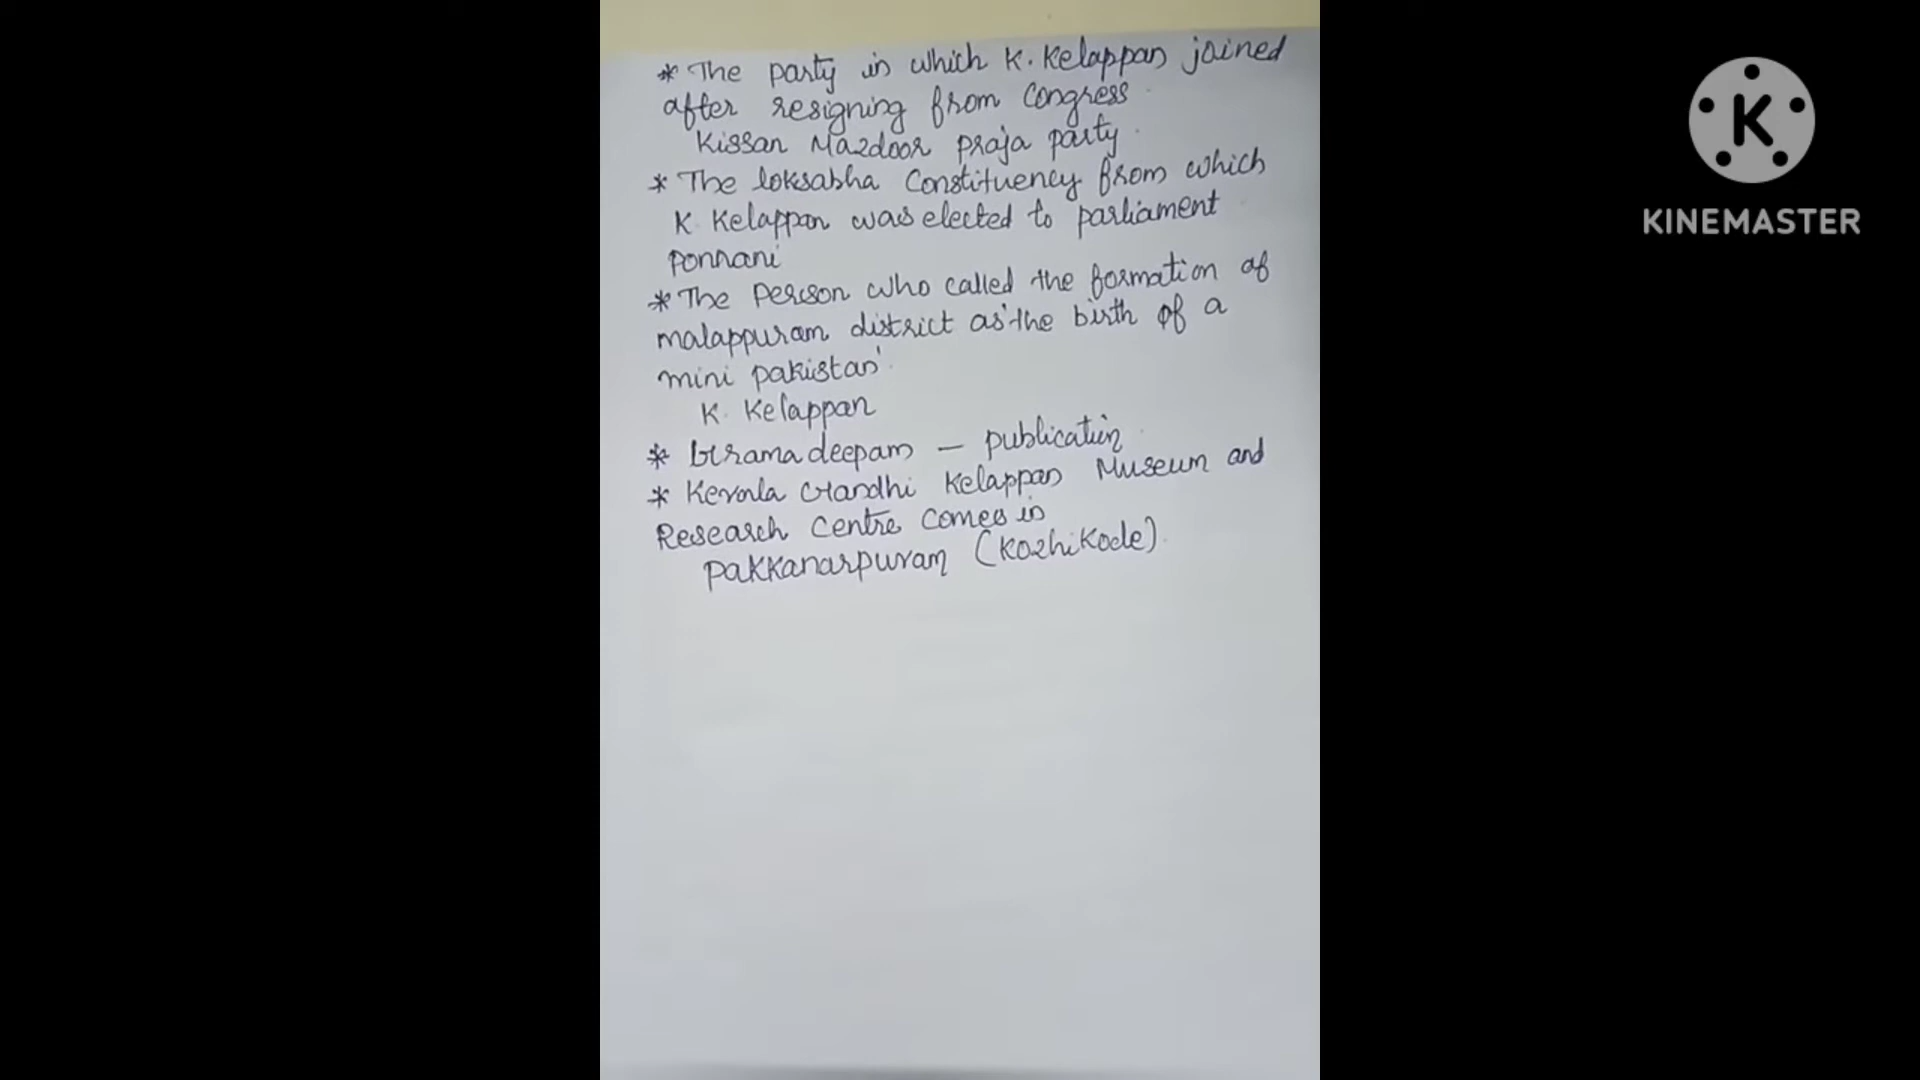 * The party in which K. Kelappan joined
after resigning from Congress
Kissan Mazdoor praja party.
* The loksabha Constituency from which
K Kelappan was elected to parliament
ponnani
* The Person who called the formation of
malappuram district as 'the birth of a
mini pakistan'
K. Kelappan
* Gramadeepam — publication
* Kerala Gandhi Kelappan Museum and
Research Centre comes in
pakkanarpuram (Kozhikode).
KINEMASTER